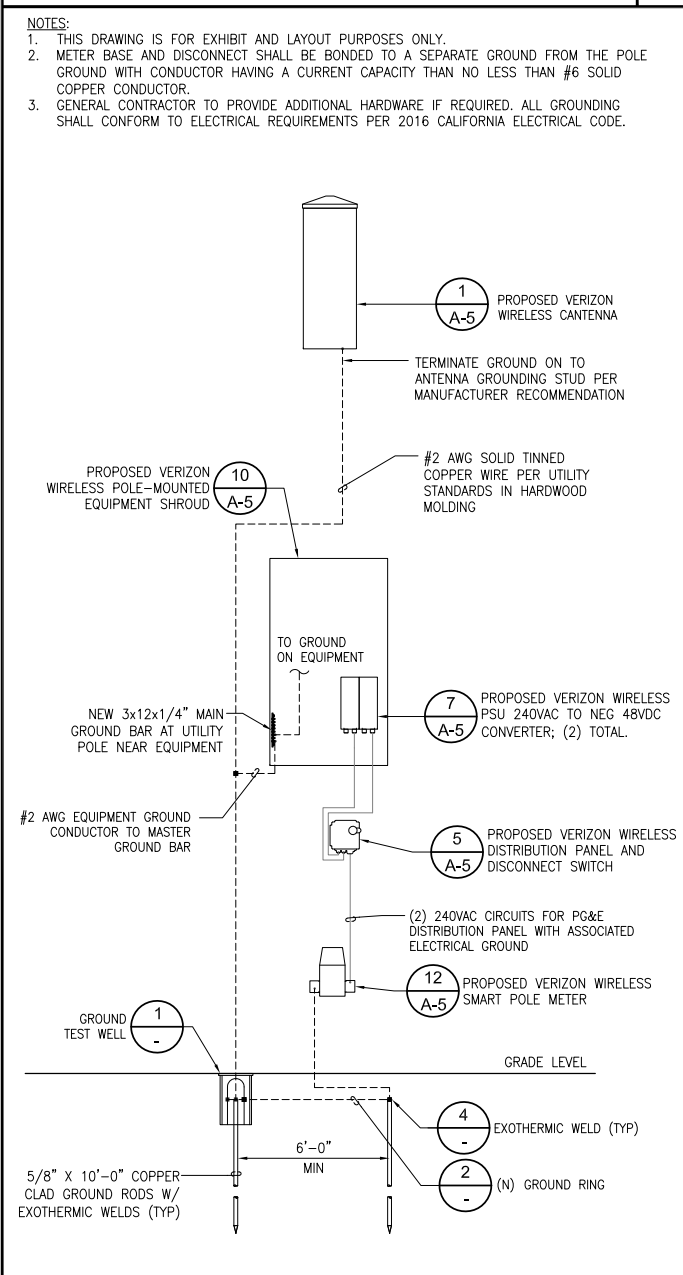 NOTES:
1. THIS DRAWING IS FOR EXHIBIT AND LAYOUT PURPOSES ONLY.
2. METER BASE AND DISCONNECT SHALL BE BONDED TO A SEPARATE GROUND FROM THE POLE
GROUND WITH CONDUCTOR HAVING A CURRENT CAPACITY THAN NO LESS THAN #6 SOLID
COPPER CONDUCTOR.
3. GENERAL CONTRACTOR TO PROVIDE ADDITIONAL HARDWARE IF REQUIRED. ALL GROUNDING
SHALL CONFORM TO ELECTRICAL REQUIREMENTS PER 2016 CALIFORNIA ELECTRICAL CODE.
1
A-5
PROPOSED VERIZON
WIRELESS CANTENNA
TERMINATE GROUND ON TO
ANTENNA GROUNDING STUD PER
MANUFACTURER RECOMMENDATION
#2 AWG SOLID TINNED
COPPER WIRE PER UTILITY
STANDARDS IN HARDWOOD
MOLDING
PROPOSED VERIZON
WIRELESS POLE-MOUNTED
EQUIPMENT SHROUD
10
A-5
TO GROUND
ON EQUIPMENT
NEW 3x12x1/4" MAIN
GROUND BAR AT UTILITY
POLE NEAR EQUIPMENT
7
A-5
PROPOSED VERIZON WIRELESS
PSU 240VAC TO NEG 48VDC
CONVERTER; (2) TOTAL.
#2 AWG EQUIPMENT GROUND
CONDUCTOR TO MASTER
GROUND BAR
5
A-5
PROPOSED VERIZON WIRELESS
DISTRIBUTION PANEL AND
DISCONNECT SWITCH
(2) 240VAC CIRCUITS FOR PG&E
DISTRIBUTION PANEL WITH ASSOCIATED
ELECTRICAL GROUND
12
A-5
PROPOSED VERIZON WIRELESS
SMART POLE METER
GROUND
TEST WELL
1
-
GRADE LEVEL
4
-
EXOTHERMIC WELD (TYP)
6'-0"
MIN
2
-
(N) GROUND RING
5/8" X 10'-0" COPPER
CLAD GROUND RODS W/
EXOTHERMIC WELDS (TYP)